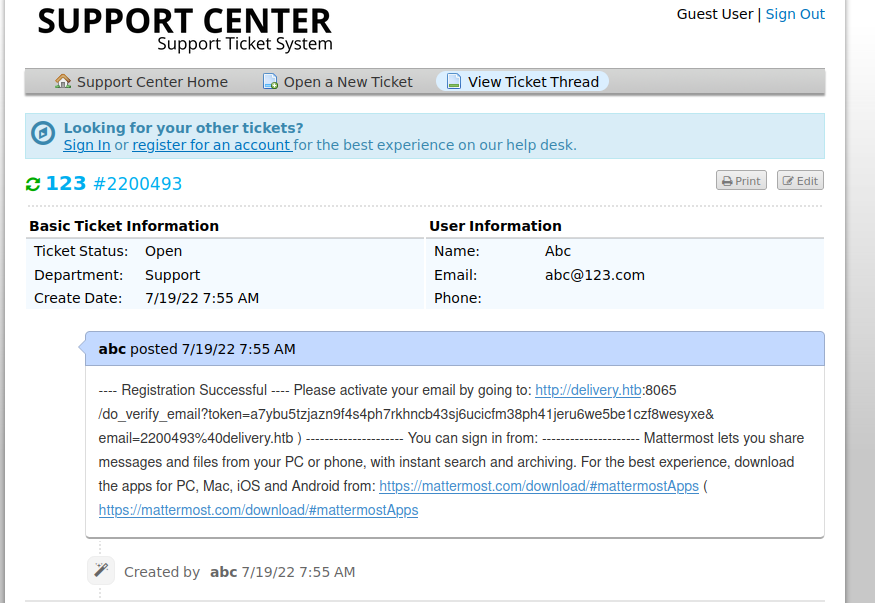 SUPPORT CENTER
Support Ticket System
Guest User | Sign Out
Support Center Home Open a New Ticket View Ticket Thread
Looking for your other tickets?
Sign In or register for an account for the best experience on our help desk.
123 #2200493 Print Edit
Basic Ticket Information User Information
Ticket Status: Open Name: Abc
Department: Support Email: abc@123.com
Create Date: 7/19/22 7:55 AM Phone:
abc posted 7/19/22 7:55 AM
---- Registration Successful ---- Please activate your email by going to: http://delivery.htb:8065
/do_verify_email?token=a7ybu5tzjazn9f4s4ph7rkhncb43sj6ucicfm38ph41jeru6we5be1czf8wesyxe&
email=2200493%40delivery.htb ) --------------------- You can sign in from: --------------------- Mattermost lets you share
messages and files from your PC or phone, with instant search and archiving. For the best experience, download
the apps for PC, Mac, iOS and Android from: https://mattermost.com/download/#mattermostApps (
https://mattermost.com/download/#mattermostApps
Created by abc 7/19/22 7:55 AM